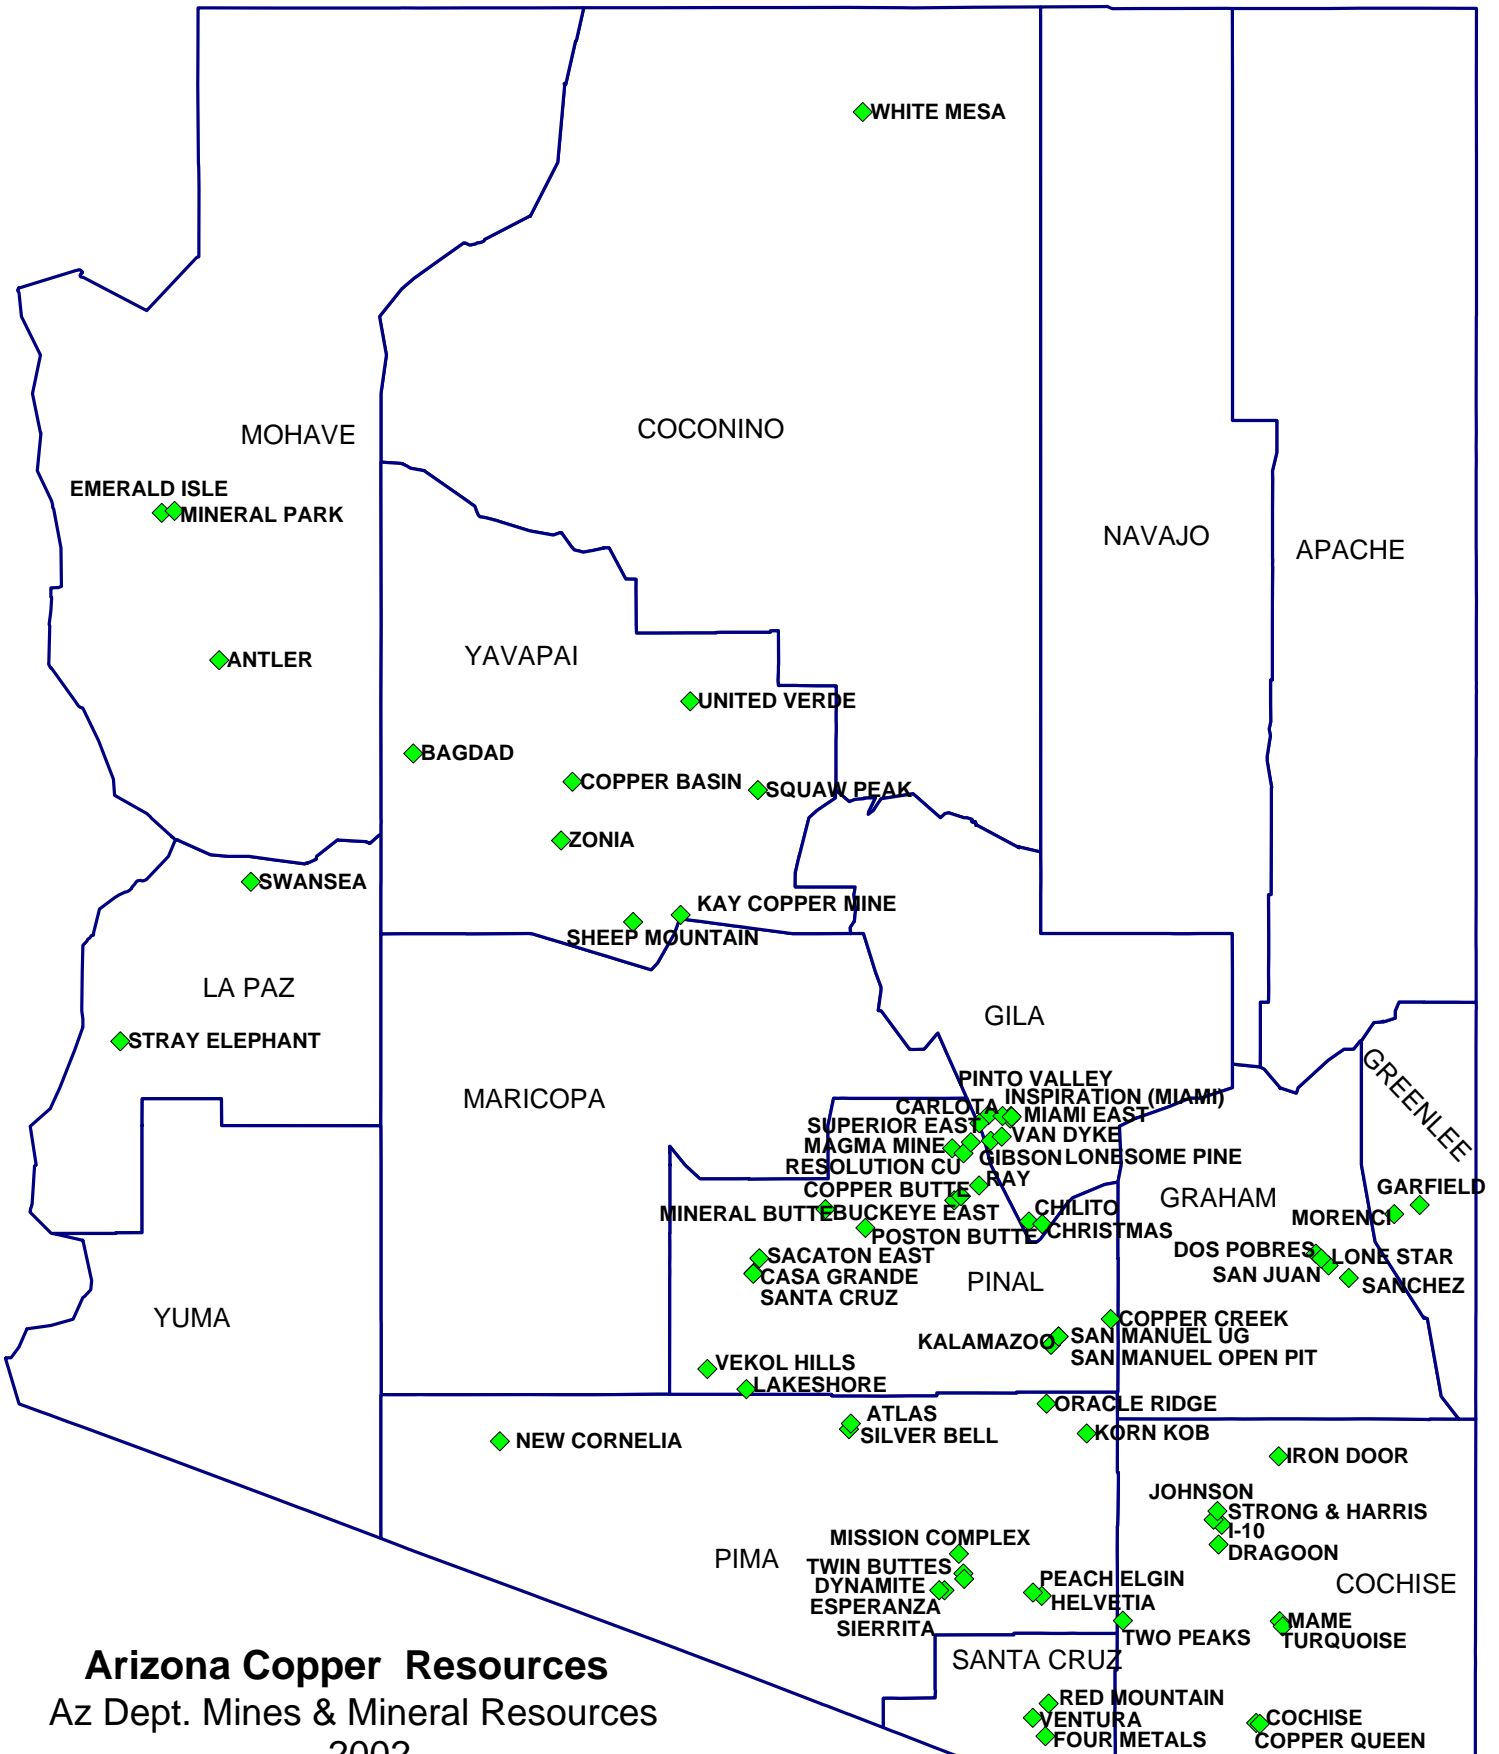 WHITE MESA
COCONINO
MOHAVE
EMERALD ISLE
MINERAL PARK
NAVAJO
APACHE
YAVAPAI
ANTLER
UNITED VERDE
BAGDAD
COPPER BASIN
SQUAW PEAK
ZONIA
SWANSEA
KAY COPPER MINE
SHEEP MOUNTAIN
LA PAZ
GILA
STRAY ELEPHANT
GREENLEE
MARICOPA
PINTO VALLEY
INSPIRATION (MIAMI)
CARLOTA
MIAMI EAST
SUPERIOR EAST
VAN DYKE
MAGMA MINE
GIBSON
LONESOME PINE
RESOLUTION CU
RAY
COPPER BUTTE
GRAHAM
GARFIELD
MINERAL BUTTE
BUCKEYE EAST
CHILITO
MORENCI
POSTON BUTTE
CHRISTMAS
DOS POBRES
LONE STAR
SACATON EAST
CASA GRANDE
SANTA CRUZ
PINAL
SAN JUAN
SANCHEZ
YUMA
COPPER CREEK
KALAMAZOO
SAN MANUEL UG
SAN MANUEL OPEN PIT
VEKOL HILLS
LAKESHORE
ORACLE RIDGE
ATLAS
SILVER BELL
KORN KOB
NEW CORNELIA
IRON DOOR
JOHNSON
STRONG & HARRIS
I-10
DRAGOON
MISSION COMPLEX
PIMA
TWIN BUTTES
DYNAMITE
PEACH ELGIN
COCHISE
ESPERANZA
HELVETIA
SIERRITA
TWO PEAKS
MAME
TURQUOISE
SANTA CRUZ
RED MOUNTAIN
VENTURA
FOUR METALS
COCHISE
COPPER QUEEN
Arizona Copper Resources
Az Dept. Mines & Mineral Resources
2002